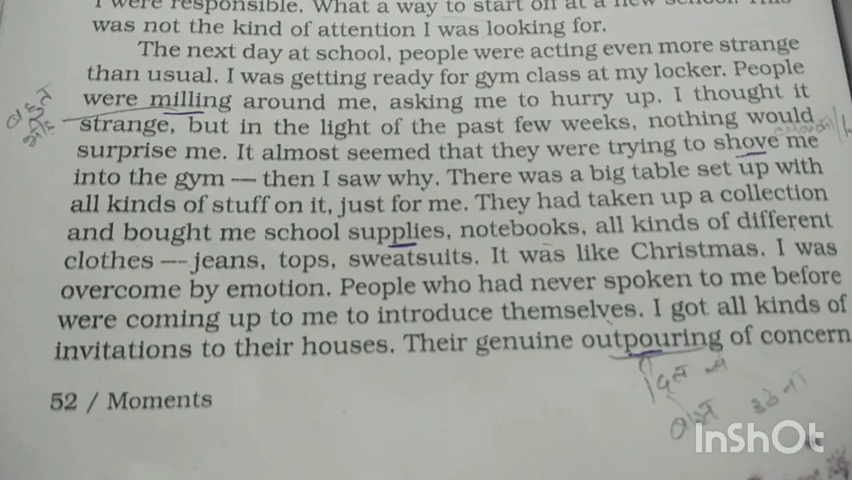 I were responsible. What a way to start off at a new school. This
was not the kind of attention I was looking for.
The next day at school, people were acting even more strange
than usual. I was getting ready for gym class at my locker. People
were milling around me, asking me to hurry up. I thought it
strange, but in the light of the past few weeks, nothing would
surprise me. It almost seemed that they were trying to shove me
into the gym — then I saw why. There was a big table set up with
all kinds of stuff on it, just for me. They had taken up a collection
and bought me school supplies, notebooks, all kinds of different
clothes — jeans, tops, sweatsuits. It was like Christmas. I was
overcome by emotion. People who had never spoken to me before
were coming up to me to introduce themselves. I got all kinds of
invitations to their houses. Their genuine outpouring of concern
52 / Moments
InShOt